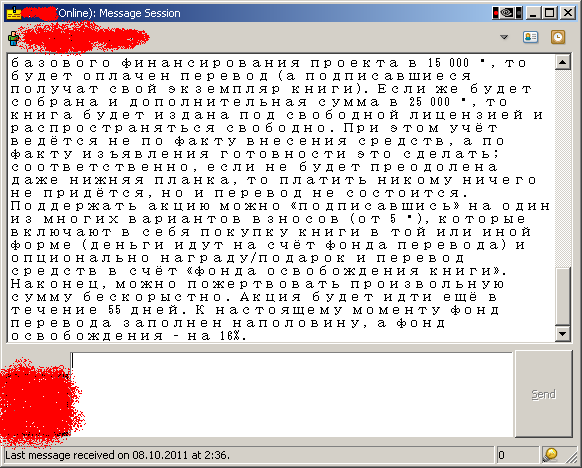 (Online): Message Session
базового финансирования проекта в 15 000 ", то
будет оплачен перевод (а подписавшиеся
получат свой экземпляр книги). Если же будет
собрана и дополнительная сумма в 25 000 ", то
книга будет издана под свободной лицензией и
распространяться свободно. При этом учёт
ведётся не по факту внесения средств, а по
факту изъявления готовности это сделать;
соответственно, если не будет преодолена
даже нижняя планка, то платить никому ничего
не придётся, но и перевод не состоится.
Поддержать акцию можно «подписавшись» на один
из многих вариантов взносов (от 5 "), которые
включают в себя покупку книги в той или иной
форме (деньги идут на счёт фонда перевода) и
опционально награду/подарок и перевод
средств в счёт «фонда освобождения книги».
Наконец, можно пожертвовать произвольную
сумму бескорыстно. Акция будет идти ещё в
течение 55 дней. К настоящему моменту фонд
перевода заполнен наполовину, а фонд
освобождения - на 16%.
Send
Last message received on 08.10.2011 at 2:36.
0